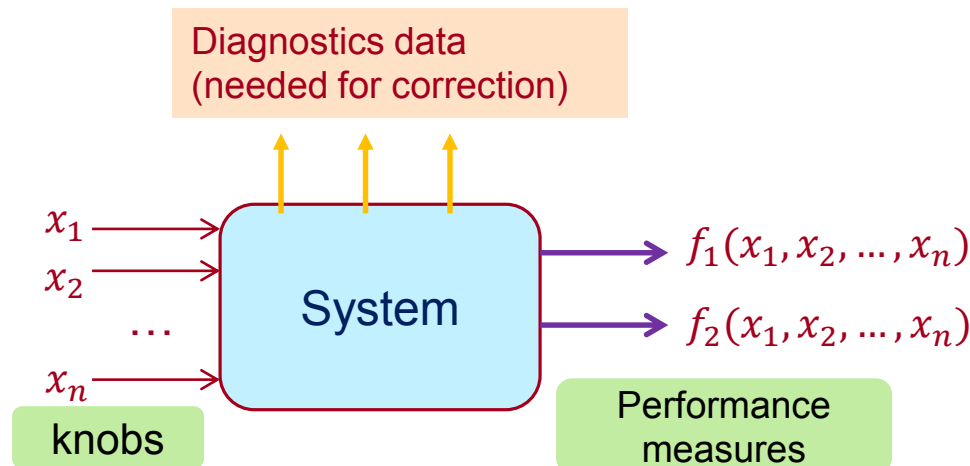 Diagnostics data
(needed for correction)
x₁
x₂
...
xₙ
knobs
System
f₁(x₁, x₂, ..., xₙ)
f₂(x₁, x₂, ..., xₙ)
Performance
measures